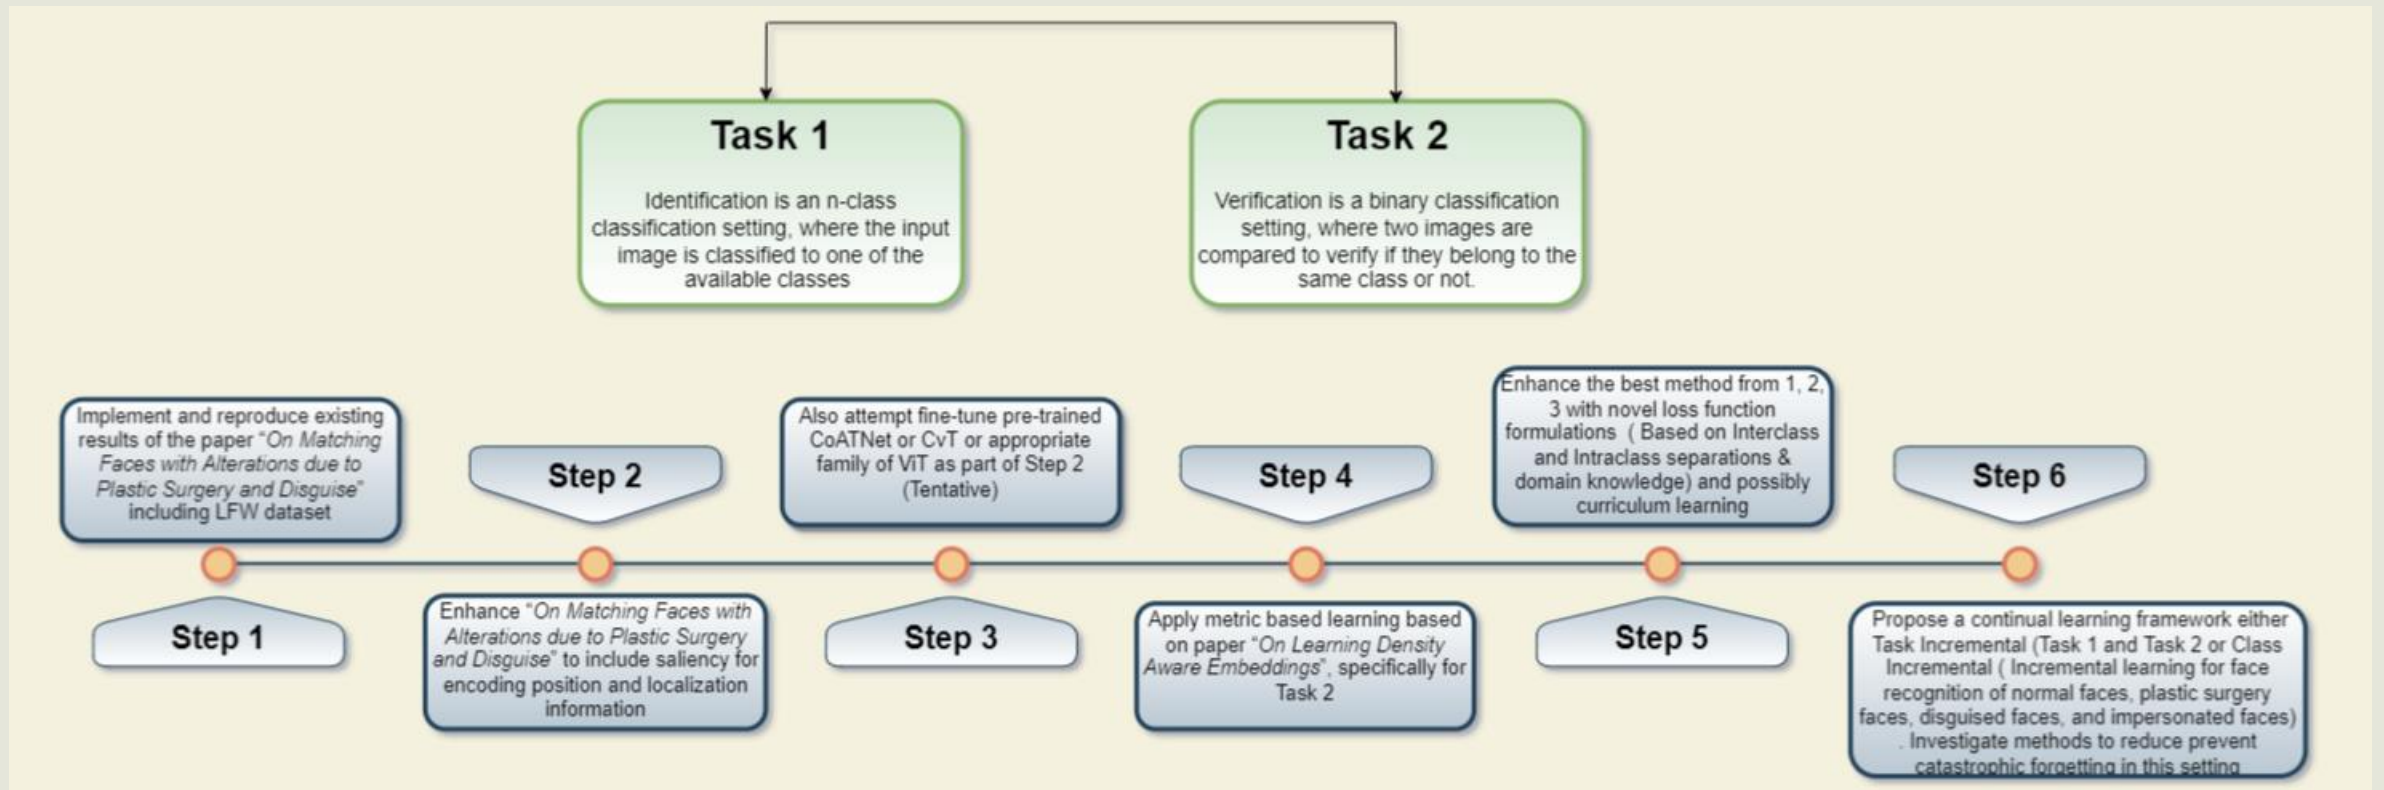 Task 1
Identification is an n-class
classification setting, where the input
image is classified to one of the
available classes
Task 2
Verification is a binary classification
setting, where two images are
compared to verify if they belong to the
same class or not.
Implement and reproduce existing
results of the paper "On Matching
Faces with Alterations due to
Plastic Surgery and Disguise"
including LFW dataset
Step 1
Step 2
Enhance "On Matching Faces with
Alterations due to Plastic Surgery
and Disguise" to include saliency for
encoding position and localization
information
Also attempt fine-tune pre-trained
CoATNet or CvT or appropriate
family of ViT as part of Step 2
(Tentative)
Step 3
Step 4
Apply metric based learning based
on paper "On Learning Density
Aware Embeddings", specifically for
Task 2
Enhance the best method from 1, 2,
3 with novel loss function
formulations ( Based on Interclass
and Intraclass separations &
domain knowledge) and possibly
curriculum learning
Step 5
Step 6
Propose a continual learning framework either
Task Incremental (Task 1 and Task 2 or Class
Incremental ( Incremental learning for face
recognition of normal faces, plastic surgery
faces, disguised faces, and impersonated faces)
. Investigate methods to reduce prevent
catastrophic forgetting in this setting